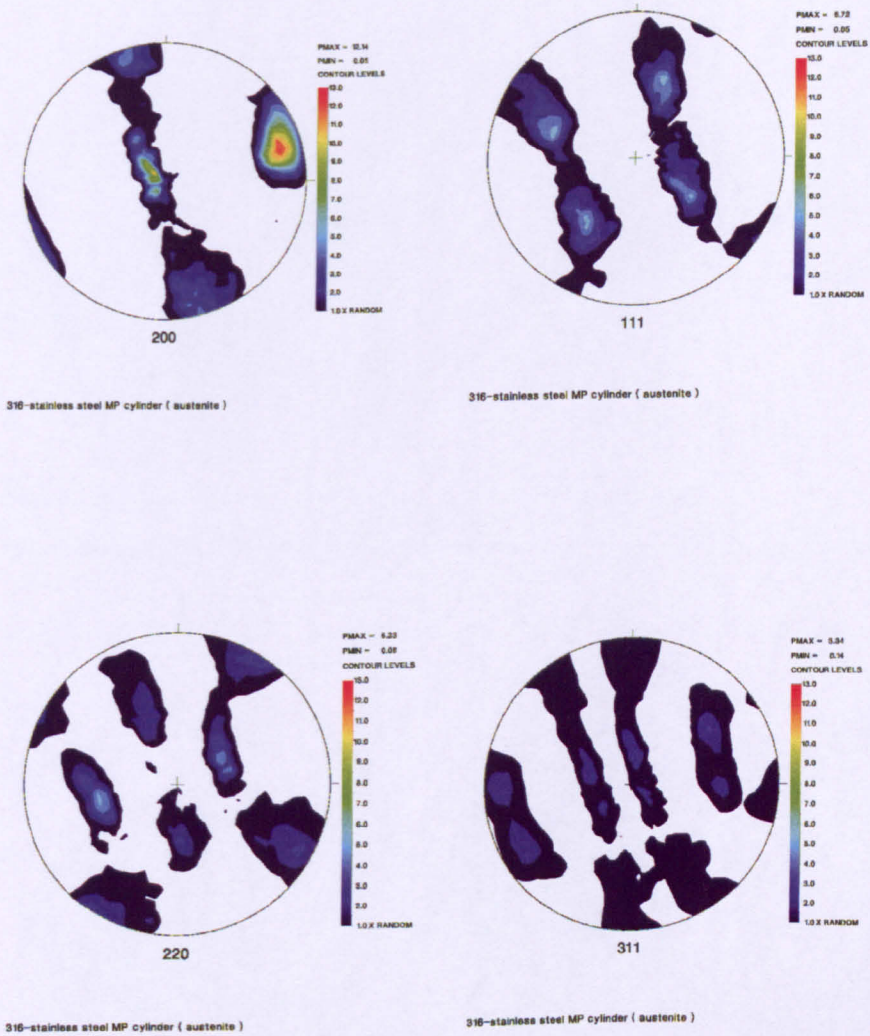 PMAX = 12.14
PMIN = 0.05
CONTOUR LEVELS
13.0
12.0
11.0
10.0
9.0
8.0
7.0
6.0
5.0
4.0
3.0
2.0
1.0 X RANDOM
200
316-stainless steel MP cylinder ( austenite )
PMAX =
PMIN = 0.05
CONTOUR LEVELS
13.0
12.0
11.0
10.0
9.0
8.0
7.0
6.0
5.0
4.0
3.0
2.0
1.0 X RANDOM
111
316-stainless steel MP cylinder ( austenite )
PMAX =
PMIN =
CONTOUR LEVELS
13.0
12.0
11.0
10.0
9.0
8.0
7.0
6.0
5.0
4.0
3.0
2.0
1.0 X RANDOM
220
316-stainless steel MP cylinder ( austenite )
PMAX =
PMIN = 0.14
CONTOUR LEVELS
13.0
12.0
11.0
10.0
9.0
8.0
7.0
6.0
5.0
4.0
3.0
2.0
1.0 X RANDOM
311
316-stainless steel MP cylinder ( austenite )